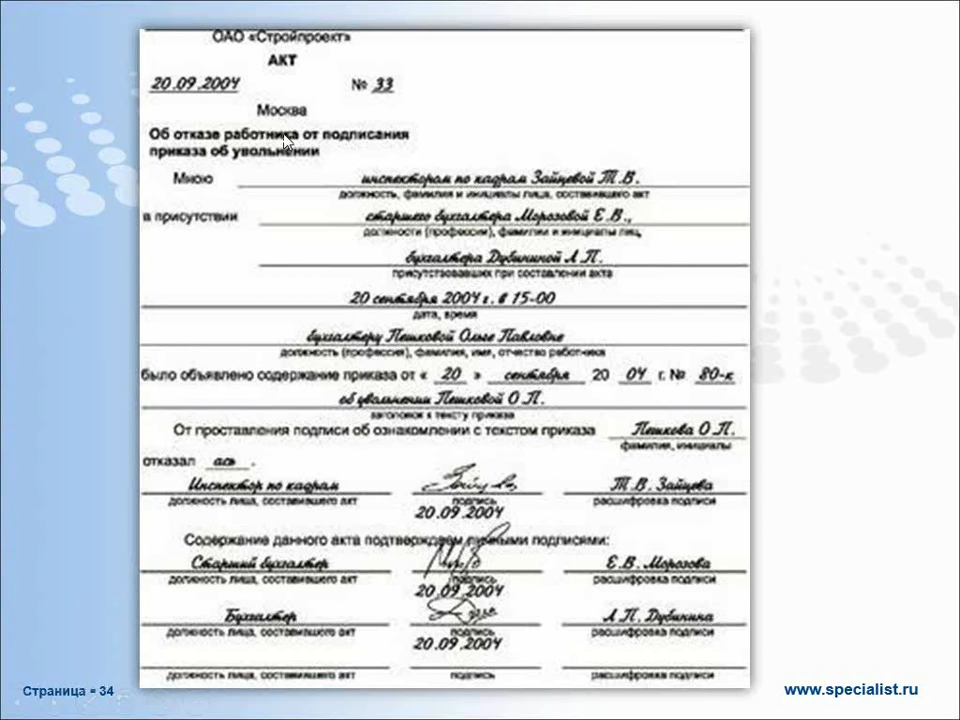 ОАО «Стройпроект»
АКТ
20.09.2004 № 33
Москва
Об отказе работника от подписания
приказа об увольнении
Мною инспектором по кадрам Зайцевой Т.В.
должность, фамилия и инициалы лица, составившего акт
в присутствии старшего бухгалтера Морозовой Е.В.,
должности (профессии), фамилии и инициалы лиц,
бухгалтера Дубининой Л.П.
присутствовавших при составлении акта
20 сентября 2004 г. в 15-00
дата, время
бухгалтеру Пешковой Ольге Павловне
должность (профессия), фамилия, имя, отчество работника
было объявлено содержание приказа от « 20 » сентября 20 04 г. № 80-к
об увольнении Пешковой О.П.
заголовок к тексту приказа
От проставления подписи об ознакомлении с текстом приказа Пешкова О.П.
фамилия, инициалы
отказал ась .
Инспектор по кадрам Т.В. Зайцева
должность лица, составившего акт подпись расшифровка подписи
20.09.2004
Содержание данного акта подтверждаем личными подписями:
Старший бухгалтер Е.В. Морозова
должность лица, составившего акт подпись расшифровка подписи
20.09.2004
Бухгалтер Л.П. Дубинина
должность лица, составившего акт подпись расшифровка подписи
20.09.2004
должность лица, составившего акт подпись расшифровка подписи
Страница ▪ 34 www.specialist.ru